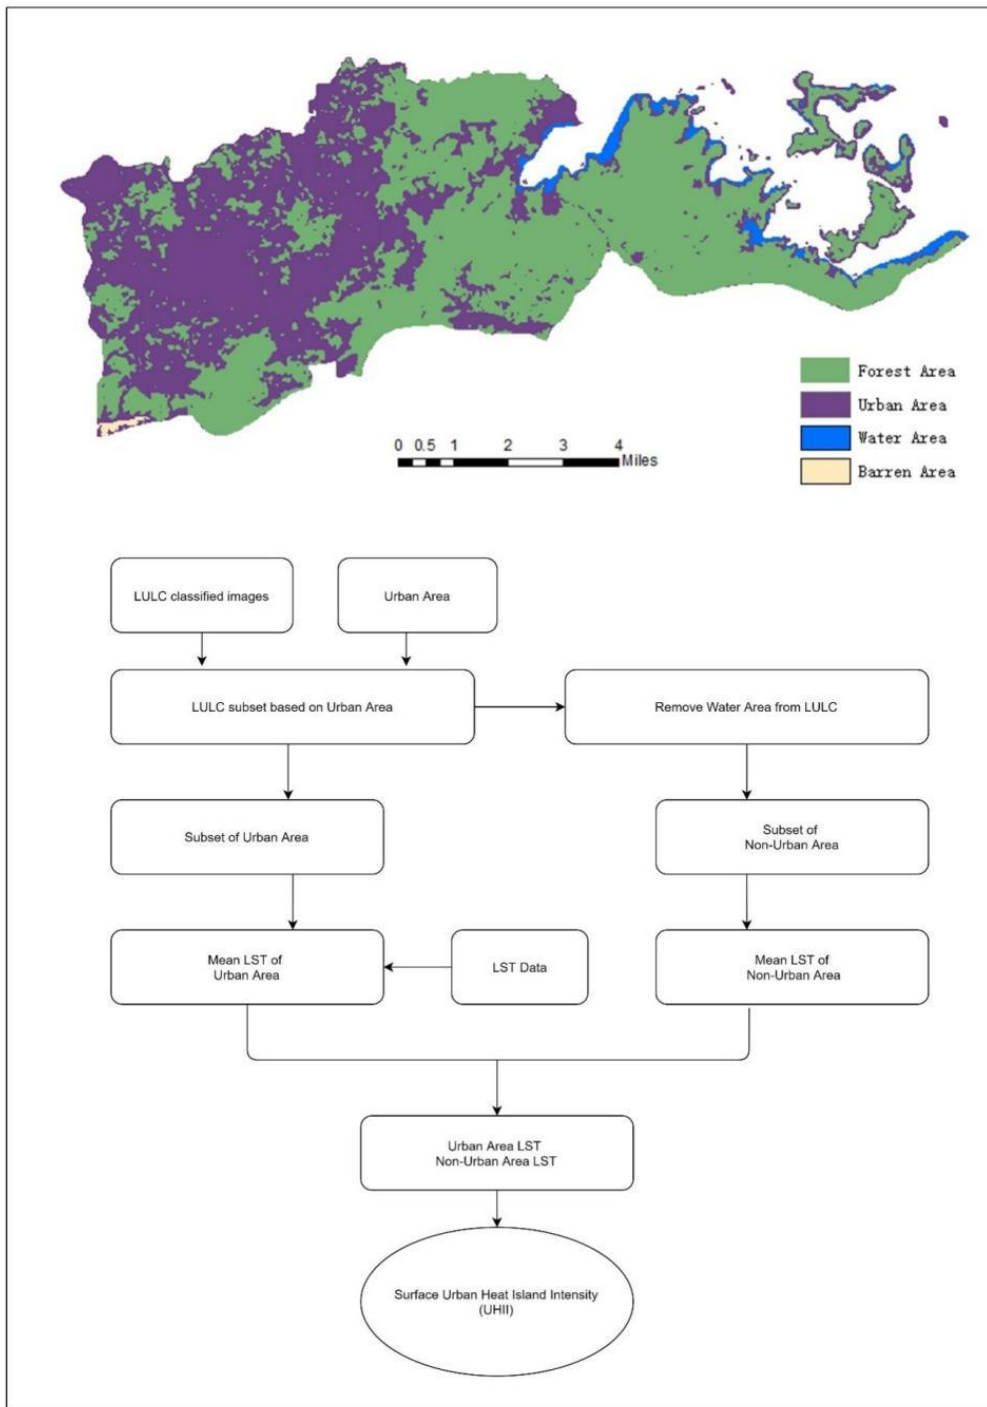 Forest Area
Urban Area
Water Area
Barren Area
0 0.5 1 2 3 4
Miles
LULC classified images
Urban Area
LULC subset based on Urban Area
Remove Water Area from LULC
Subset of Urban Area
Subset of
Non-Urban Area
Mean LST of
Urban Area
LST Data
Mean LST of
Non-Urban Area
Urban Area LST
Non-Urban Area LST
Surface Urban Heat Island Intensity
(UHII)